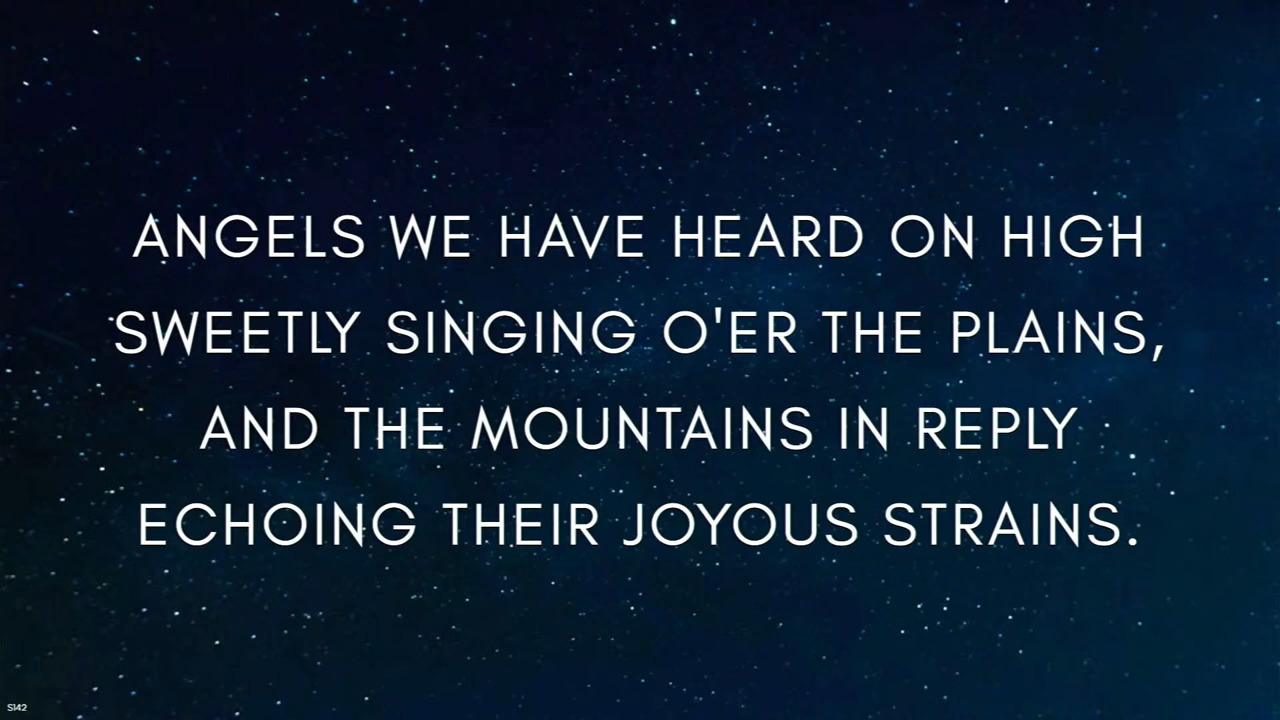 ANGELS WE HAVE HEARD ON HIGH
SWEETLY SINGING O'ER THE PLAINS,
AND THE MOUNTAINS IN REPLY
ECHOING THEIR JOYOUS STRAINS.
S142